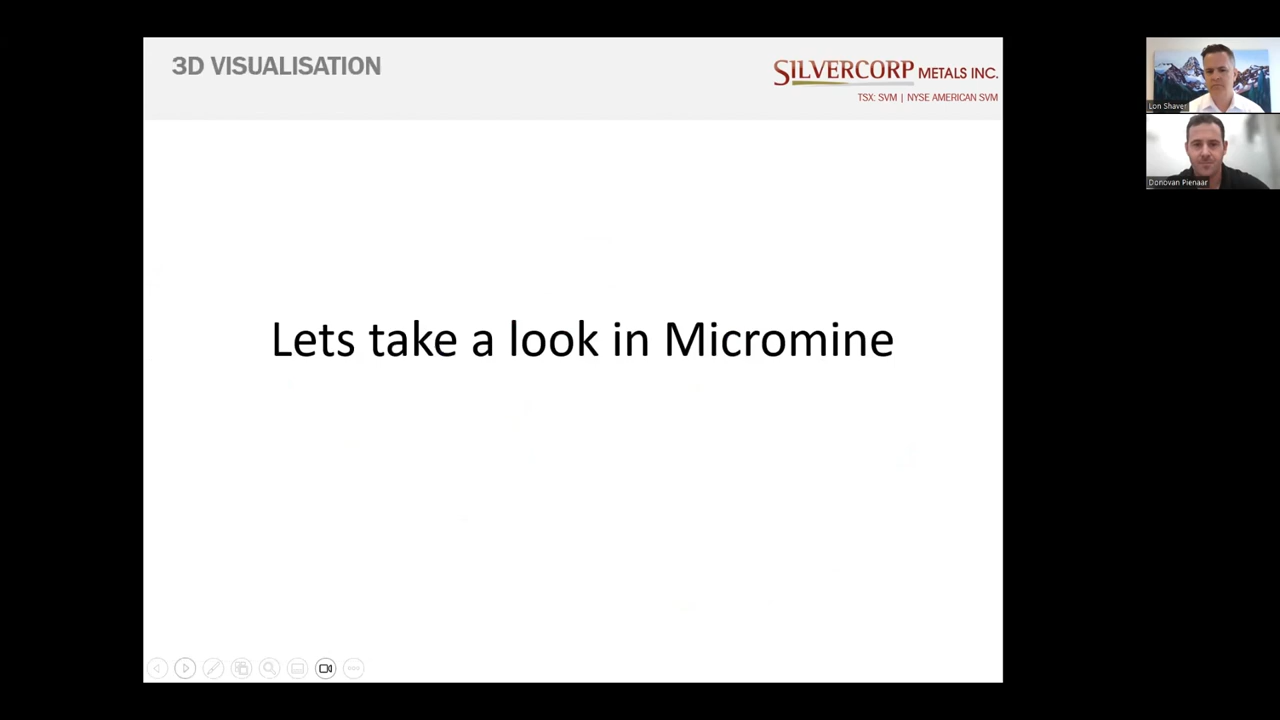 3D VISUALISATION
SILVERCORP METALS INC.
TSX: SVM | NYSE AMERICAN SVM
Lon Shaver
Donovan Pienaar
Lets take a look in Micromine